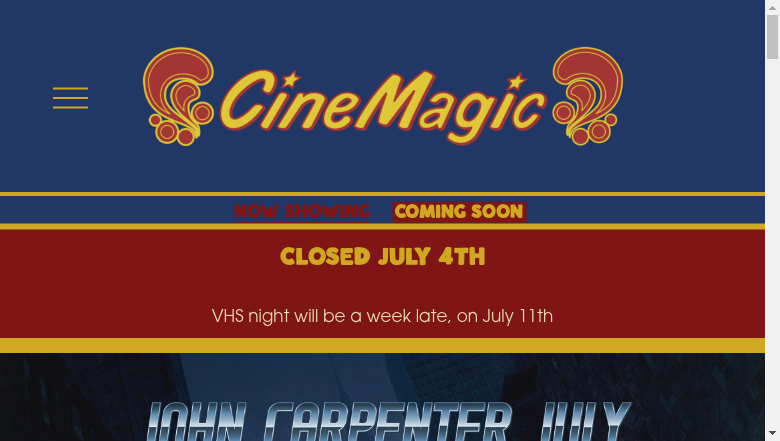 CineMagic
NOW SHOWING COMING SOON
CLOSED JULY 4TH
VHS night will be a week late, on July 11th
JOHN CARPENTER JULY